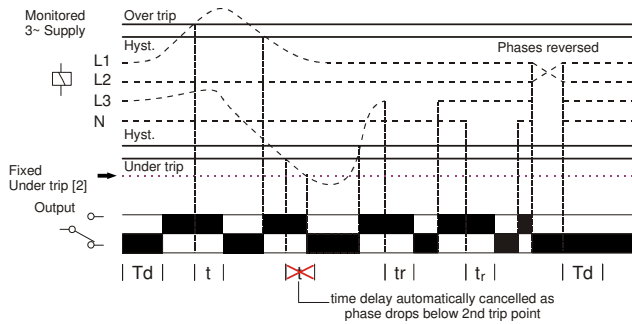 Monitored
3~ Supply
Over trip
Hyst.
Phases reversed
L1
L2
L3
N
Hyst.
Under trip
Fixed
Under trip [2]
Output
Td
t
t
tr
tr
Td
time delay automatically cancelled as
phase drops below 2nd trip point